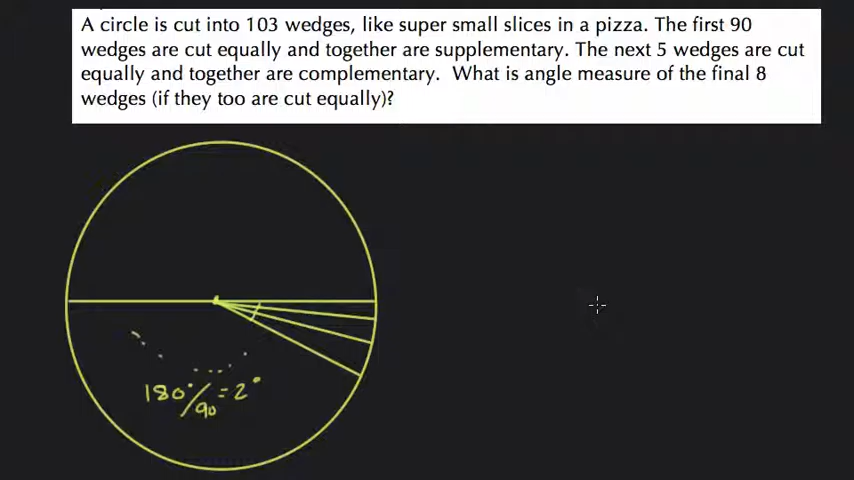 A circle is cut into 103 wedges, like super small slices in a pizza. The first 90
wedges are cut equally and together are supplementary. The next 5 wedges are cut
equally and together are complementary.  What is angle measure of the final 8
wedges (if they too are cut equally)?
180°/90 = 2°